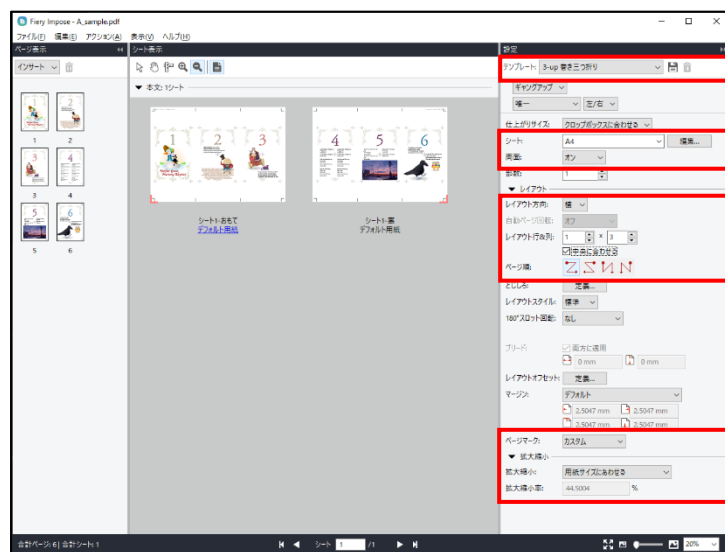 Fiery Impose - A_sample.pdf
ファイル(F) 編集(E) アクション(A) 表示(V) ヘルプ(H)
ページ表示
シート表示
設定
インサート
本文: 1シート
1
2
3
4
5
6
1 2 3
4 5 6
シート1-おもて
デフォルト用紙
シート1-裏
デフォルト用紙
テンプレート: 3-up 巻き三つ折り
ギャングアップ
唯一 左/右
仕上がりサイズ: クロップボックスに合わせる
シート: A4 編集...
両面: オン
部数: 1
レイアウト
レイアウト方向: 横
自動ページ回転: オフ
レイアウト行&列: 1 × 3
中央に合わせる
ページ順:
とじしろ: 定義...
レイアウトスタイル: 標準
180°スロット回転: なし
ブリード: 両方に適用
0 mm 0 mm
レイアウトオフセット: 定義...
マージン: デフォルト
2.5047 mm 2.5047 mm
2.5047 mm 2.5047 mm
ページマーク: カスタム
拡大縮小
拡大縮小: 用紙サイズにあわせる
拡大縮小率: 44.5004 %
合計ページ: 6 | 合計シート: 1
シート 1 /1
20%